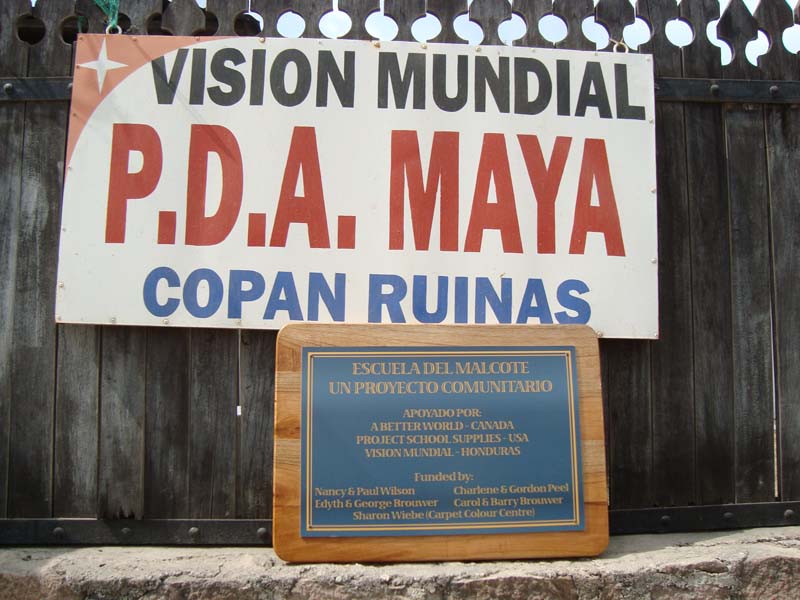 VISION MUNDIAL
P.D.A. MAYA
COPAN RUINAS
ESCUELA DEL MALCOTE
UN PROYECTO COMUNITARIO
APOYADO POR:
A BETTER WORLD - CANADA
PROJECT SCHOOL SUPPLIES - USA
VISION MUNDIAL - HONDURAS
Funded by:
Nancy & Paul Wilson Charlene & Gordon Peel
Edyth & George Brouwer Carol & Barry Brouwer
Sharon Wiebe (Carpet Colour Centre)